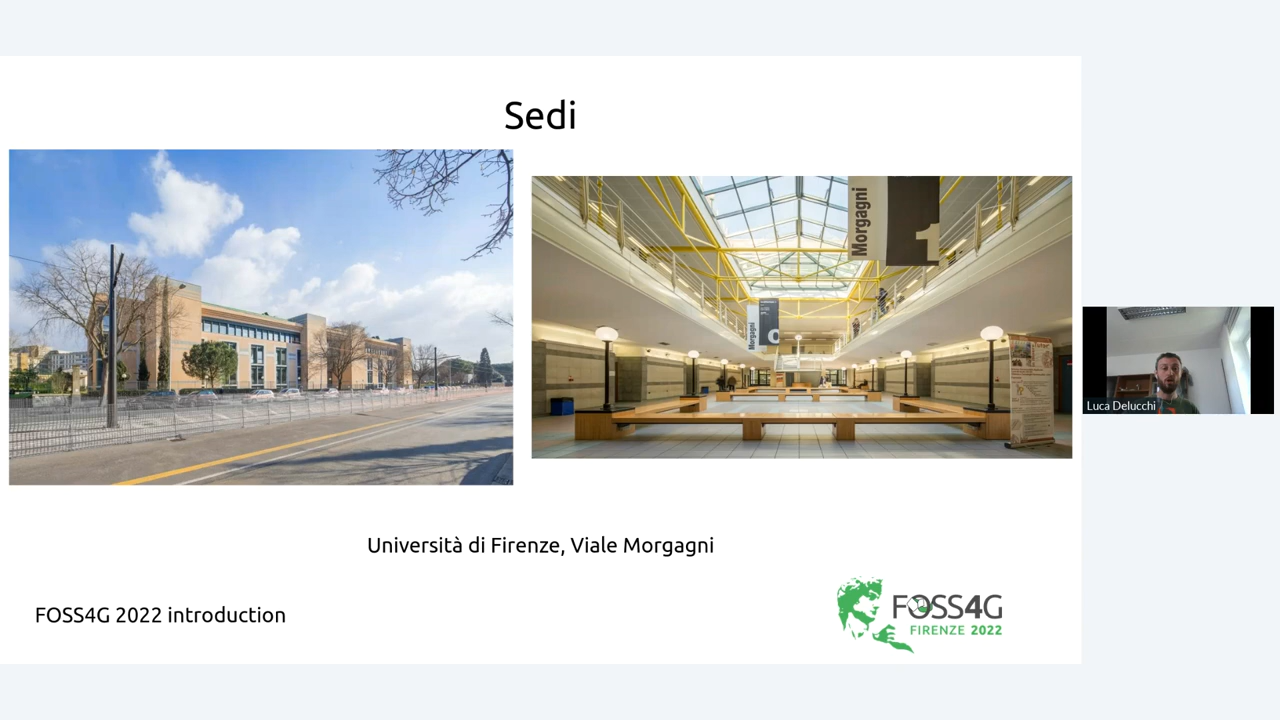 Sedi
Morgagni
1
Morgagni
Università di Firenze, Viale Morgagni
FOSS4G 2022 introduction
FOSS4G
FIRENZE 2022
Luca Delucchi